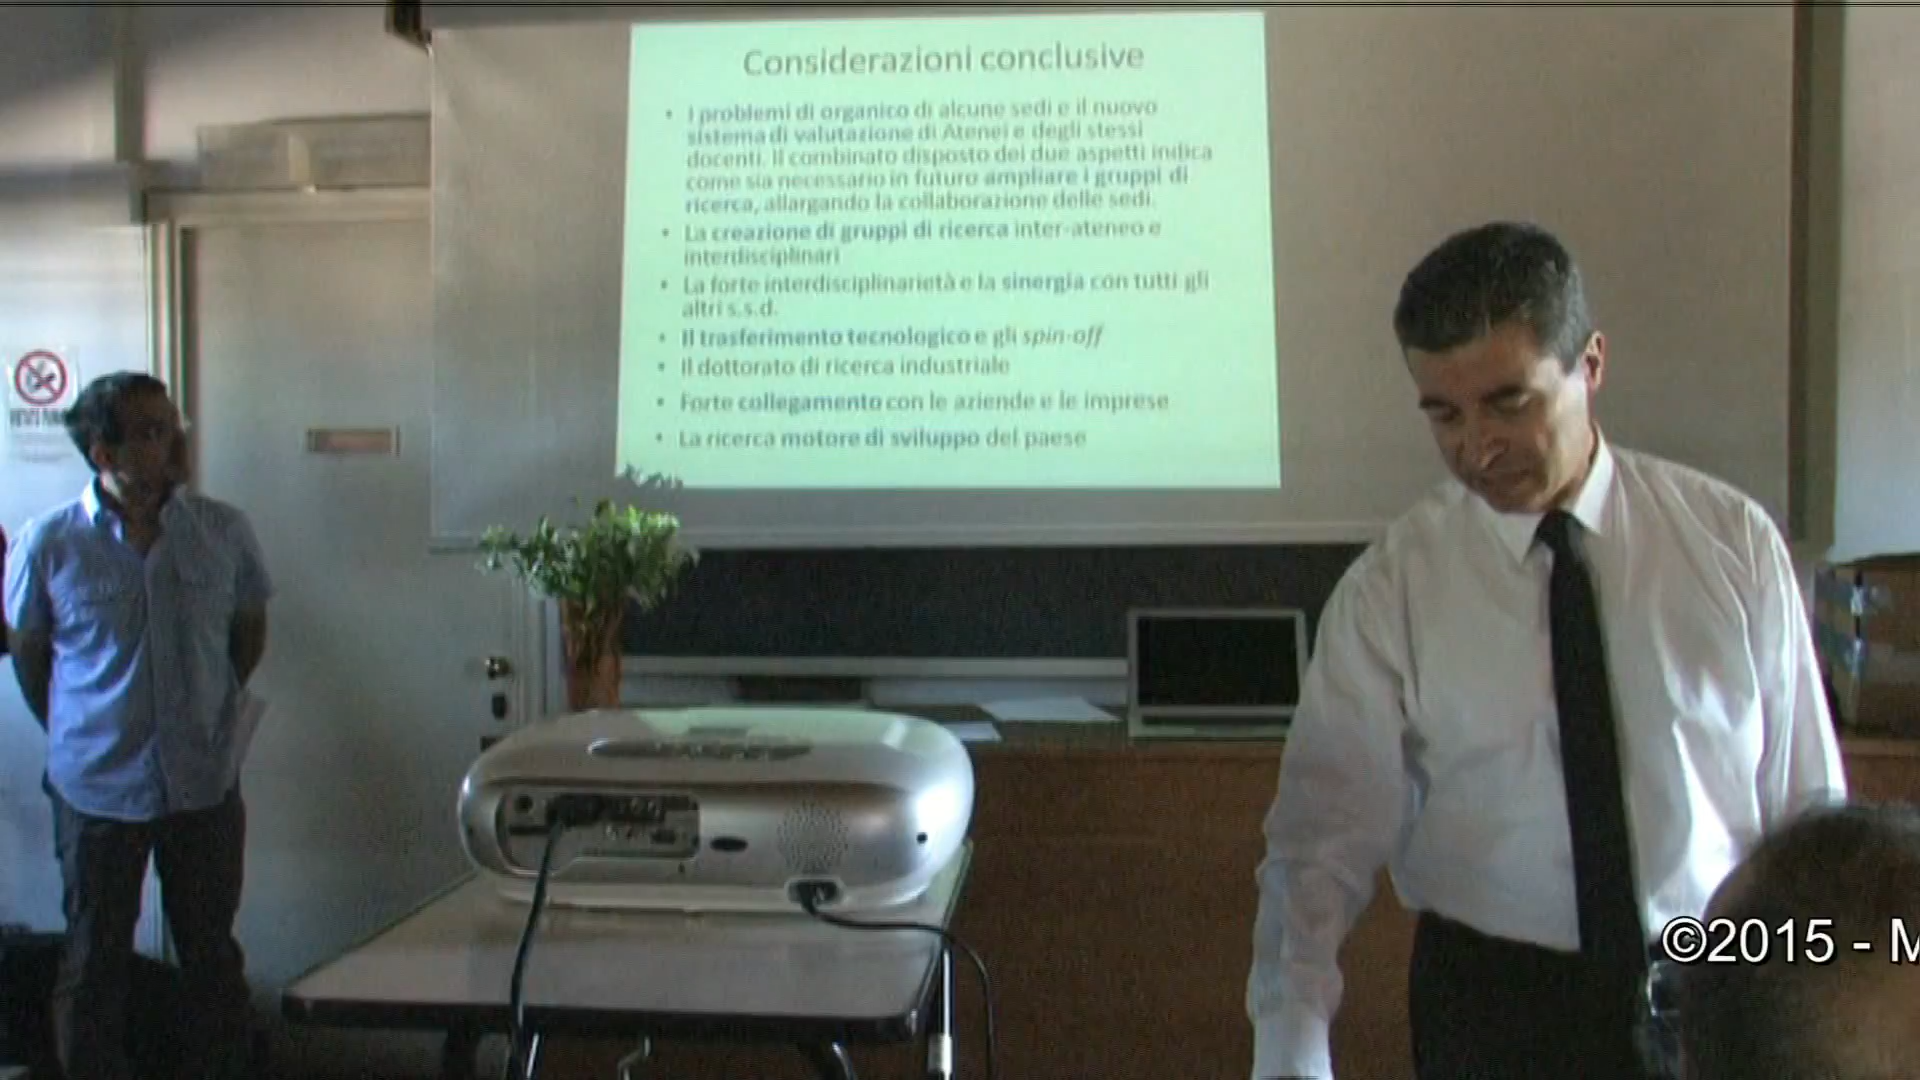 Considerazioni conclusive
• I problemi di organico di alcune sedi e il nuovo
sistema di valutazione di Atenei e degli stessi
docenti. Il combinato disposto dei due aspetti indica
come sia necessario in futuro ampliare i gruppi di
ricerca, allargando la collaborazione delle sedi.
• La creazione di gruppi di ricerca inter-ateneo e
interdisciplinari
• La forte interdisciplinarietà e la sinergia con tutti gli
altri s.s.d.
• Il trasferimento tecnologico e gli spin-off
• Il dottorato di ricerca industriale
• Forte collegamento con le aziende e le imprese
• La ricerca motore di sviluppo del paese
©2015 - M